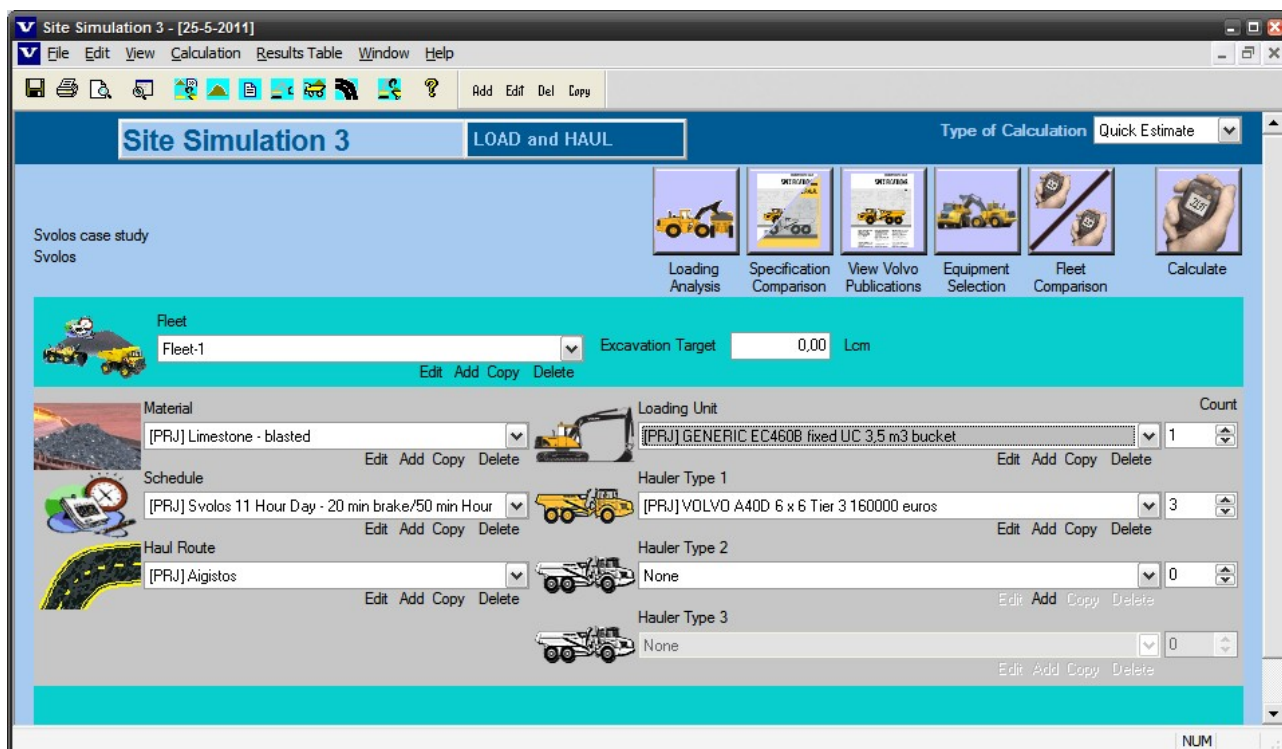 Site Simulation 3 - [25-5-2011]
File Edit View Calculation Results Table Window Help
Add Edit Del Copy
Site Simulation 3
LOAD and HAUL
Type of Calculation Quick Estimate
Svolos case study
Svolos
Loading Analysis
Specification Comparison
View Volvo Publications
Equipment Selection
Fleet Comparison
Calculate
Fleet
Fleet-1
Excavation Target 0,00 Lcm
Edit Add Copy Delete
Material
[PRJ] Limestone - blasted
Edit Add Copy Delete
Schedule
[PRJ] Svolos 11 Hour Day - 20 min brake/50 min Hour
Edit Add Copy Delete
Haul Route
[PRJ] Aigistos
Edit Add Copy Delete
Loading Unit Count
[PRJ] GENERIC EC460B fixed UC 3,5 m3 bucket 1
Edit Add Copy Delete
Hauler Type 1
[PRJ] VOLVO A40D 6 x 6 Tier 3 160000 euros 3
Edit Add Copy Delete
Hauler Type 2
None 0
Edit Add Copy Delete
Hauler Type 3
None 0
Edit Add Copy Delete
NUM